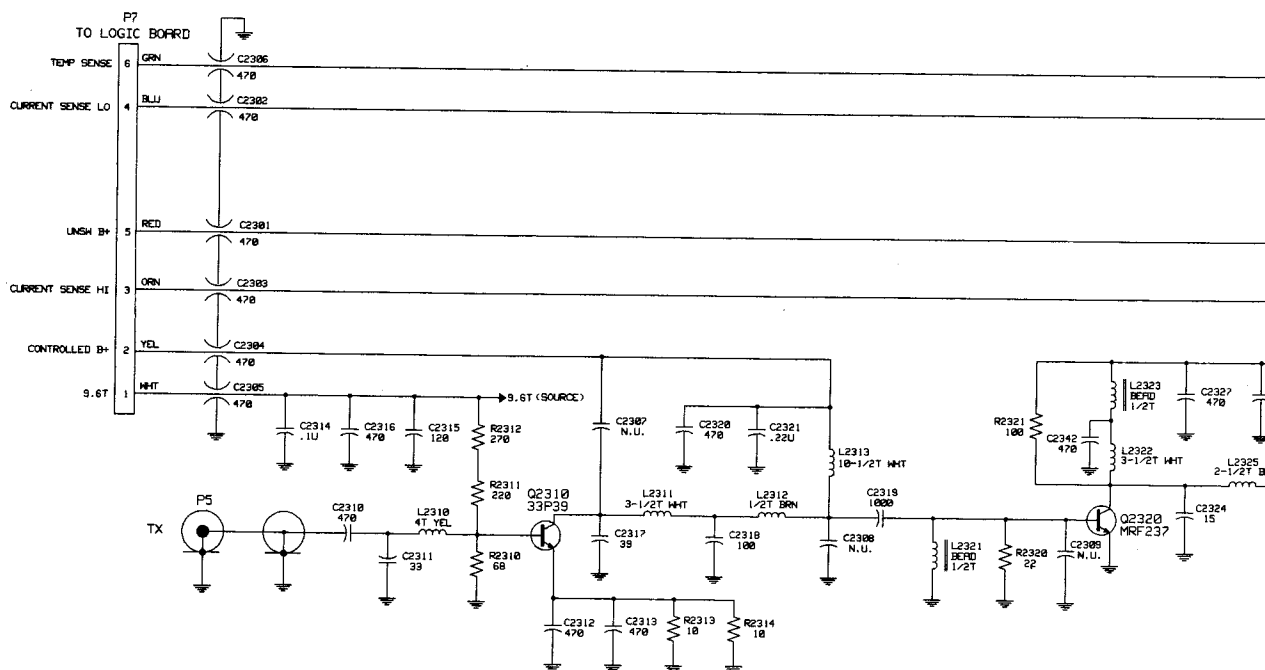 P7
TO LOGIC BOARD
TEMP SENSE 6 GRN C2306 470
CURRENT SENSE LO 4 BLU C2302 470
UNSW B+ 5 RED C2301 470
CURRENT SENSE HI 3 ORN C2303 470
CONTROLLED B+ 2 YEL C2304 470
9.6T 1 WHT C2305 470
9.6T (SOURCE)
C2314
.1U
C2316
470
C2315
120
R2312
270
R2311
220
C2307
N.U.
C2320
470
C2321
.22U
L2313
10-1/2T WHT
R2321
100
L2323
BEAD
1/2T
C2327
470
C2342
470
L2322
3-1/2T WHT
L2325
2-1/2T
P5
TX
C2310
470
L2310
4T YEL
C2311
33
R2310
68
Q2310
33P39
L2311
3-1/2T WHT
C2317
39
C2318
100
L2312
1/2T BRN
C2308
N.U.
C2319
1000
L2321
BEAD
1/2T
R2320
22
C2309
N.U.
Q2320
MRF237
C2324
15
C2312
470
C2313
470
R2313
10
R2314
10